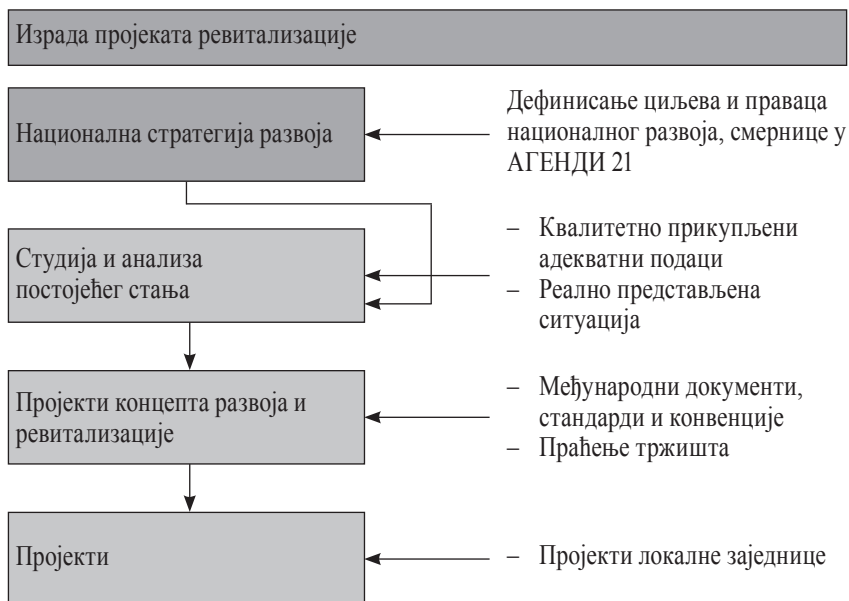 Израда пројеката ревитализације
Национална стратегија развоја
Дефинисање циљева и праваца
националног развоја, смернице у
АГЕНДИ 21
Студија и анализа
постојећег стања
– Квалитетно прикупљени
адекватни подаци
– Реално представљена
ситуација
Пројекти концепта развоја и
ревитализације
– Међународни документи,
стандарди и конвенције
– Праћење тржишта
Пројекти
– Пројекти локалне заједнице